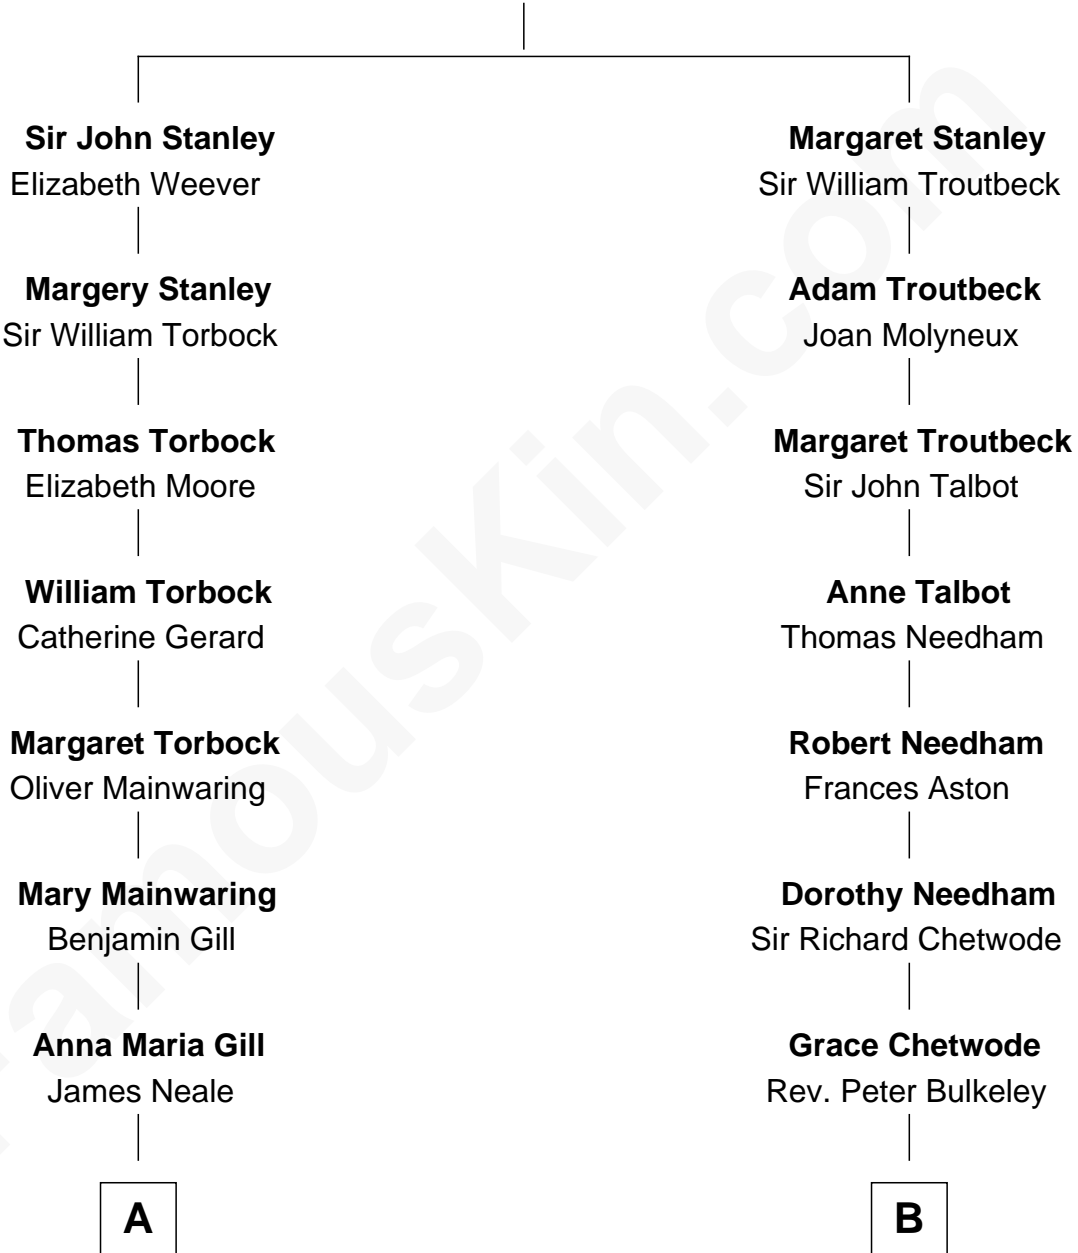 Sir John Stanley
Elizabeth Weever
Margery Stanley
Sir William Torbock
Thomas Torbock
Elizabeth Moore
William Torbock
Catherine Gerard
Margaret Torbock
Oliver Mainwaring
Mary Mainwaring
Benjamin Gill
Anna Maria Gill
James Neale
A
Margaret Stanley
Sir William Troutbeck
Adam Troutbeck
Joan Molyneux
Margaret Troutbeck
Sir John Talbot
Anne Talbot
Thomas Needham
Robert Needham
Frances Aston
Dorothy Needham
Sir Richard Chetwode
Grace Chetwode
Rev. Peter Bulkeley
B
FamousKin.com